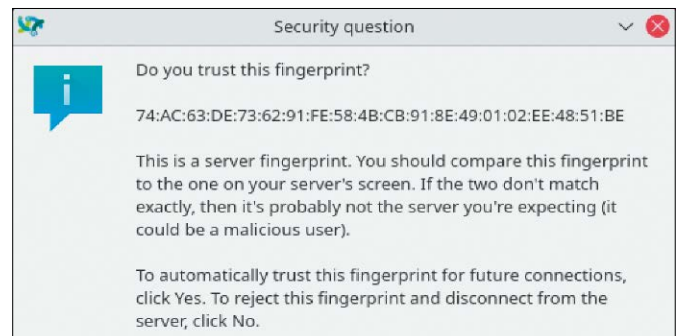 Security question
Do you trust this fingerprint?
74:AC:63:DE:73:62:91:FE:58:4B:CB:91:8E:49:01:02:EE:48:51:BE
This is a server fingerprint. You should compare this fingerprint
to the one on your server's screen. If the two don't match
exactly, then it's probably not the server you're expecting (it
could be a malicious user).
To automatically trust this fingerprint for future connections,
click Yes. To reject this fingerprint and disconnect from the
server, click No.